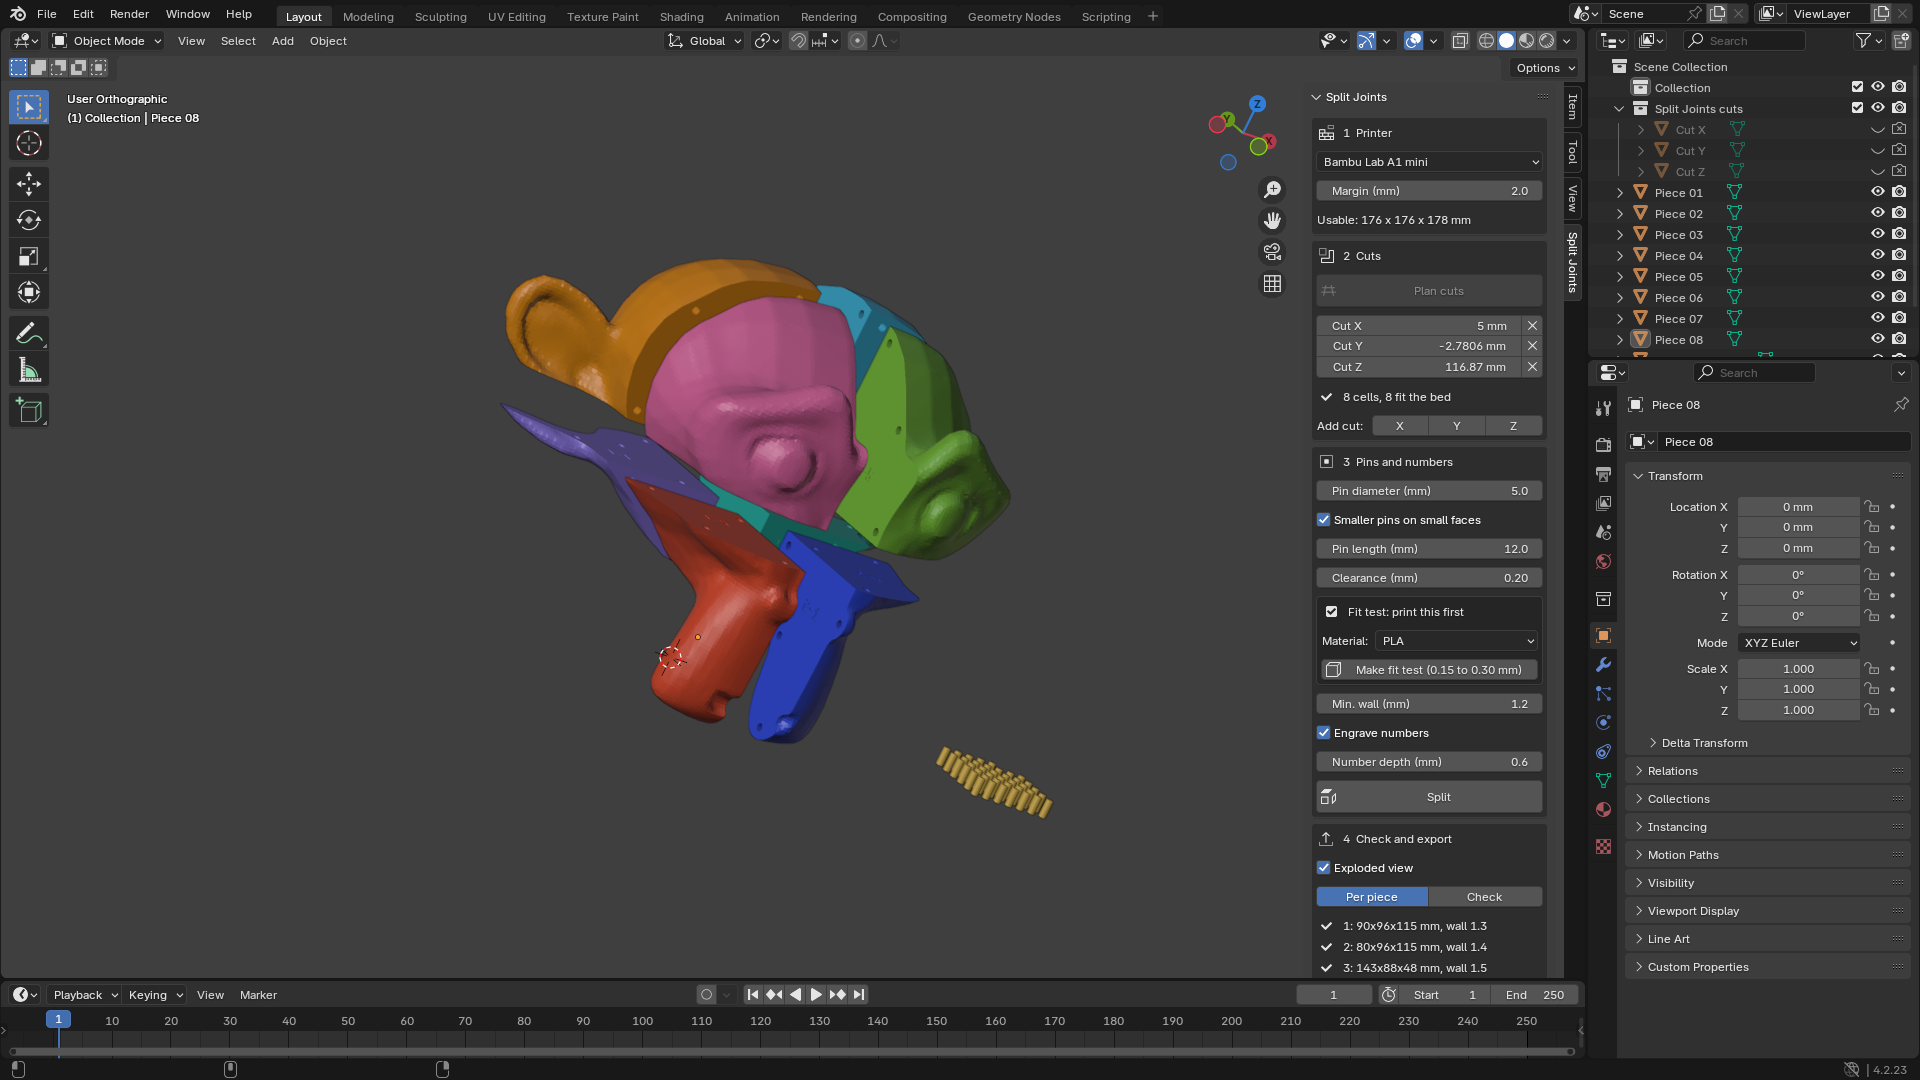 File Edit Render Window Help Layout Modeling Sculpting UV Editing Texture Paint Shading Animation Rendering Compositing Geometry Nodes Scripting + Scene ViewLayer
Object Mode View Select Add Object Global Search
Options
User Orthographic
(1) Collection | Piece 08
Z
Y
X
Split Joints
1 Printer
Bambu Lab A1 mini
Margin (mm) 2.0
Usable: 176 x 176 x 178 mm
2 Cuts
Plan cuts
Cut X 5 mm
Cut Y -2.7806 mm
Cut Z 116.87 mm
8 cells, 8 fit the bed
Add cut: X Y Z
3 Pins and numbers
Pin diameter (mm) 5.0
Smaller pins on small faces
Pin length (mm) 12.0
Clearance (mm) 0.20
Fit test: print this first
Material: PLA
Make fit test (0.15 to 0.30 mm)
Min. wall (mm) 1.2
Engrave numbers
Number depth (mm) 0.6
Split
4 Check and export
Exploded view
Per piece Check
1: 90x96x115 mm, wall 1.3
2: 80x96x115 mm, wall 1.4
3: 143x88x48 mm, wall 1.5
Item
Tool
View
Split Joints
Scene Collection
Collection
Split Joints cuts
Cut X
Cut Y
Cut Z
Piece 01
Piece 02
Piece 03
Piece 04
Piece 05
Piece 06
Piece 07
Piece 08
Search
Piece 08
Piece 08
Transform
Location X 0 mm
Y 0 mm
Z 0 mm
Rotation X 0°
Y 0°
Z 0°
Mode XYZ Euler
Scale X 1.000
Y 1.000
Z 1.000
Delta Transform
Relations
Collections
Instancing
Motion Paths
Visibility
Viewport Display
Line Art
Custom Properties
Playback Keying View Marker 1 Start 1 End 250
1 10 20 30 40 50 60 70 80 90 100 110 120 130 140 150 160 170 180 190 200 210 220 230 240 250
4.2.23